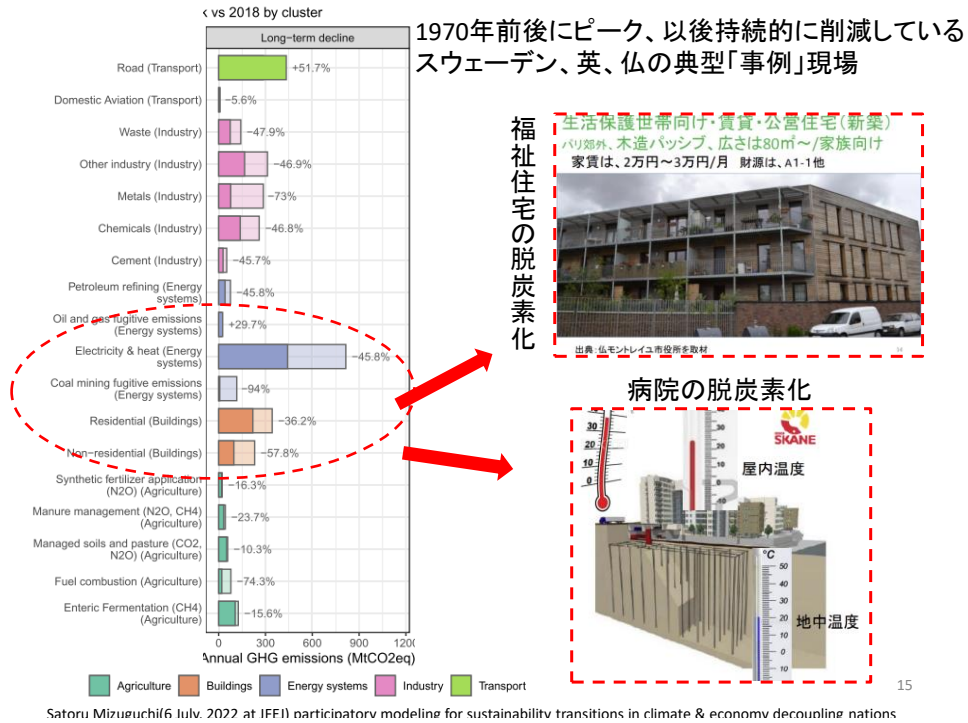 k vs 2018 by cluster
Long−term decline
1970年前後にピーク、以後持続的に削減している
スウェーデン、英、仏の典型「事例」現場
Road (Transport)
+51.7%
Domestic Aviation (Transport)
−5.6%
Waste (Industry)
−47.9%
Other industry (Industry)
−46.9%
Metals (Industry)
−73%
Chemicals (Industry)
−46.8%
Cement (Industry)
−45.7%
Petroleum refining (Energy
systems)
−45.8%
Oil and gas fugitive emissions
(Energy systems)
+29.7%
Electricity & heat (Energy
systems)
−45.8%
Coal mining fugitive emissions
(Energy systems)
−94%
Residential (Buildings)
−36.2%
Non−residential (Buildings)
−57.8%
Synthetic fertilizer application
(N2O) (Agriculture)
−16.3%
Manure management (N2O, CH4)
(Agriculture)
−23.7%
Managed soils and pasture (CO2,
N2O) (Agriculture)
−10.3%
Fuel combustion (Agriculture)
−74.3%
Enteric Fermentation (CH4)
(Agriculture)
−15.6%
0 300 600 900 1200
Annual GHG emissions (MtCO2eq)
Agriculture Buildings Energy systems Industry Transport
福祉住宅の脱炭素化
生活保護世帯向け・賃貸・公営住宅(新築)
パリ郊外、木造パッシブ、広さは80㎡～/家族向け
家賃は、2万円～3万円/月 財源は、A1-1他
出典:仏モントレイユ市役所を取材
病院の脱炭素化
30
20
10
0
30
20
10
0
10
SKÅNE
屋内温度
°C
50
40
30
20
10
0
10
地中温度
15
Satoru Mizuguchi(6 July, 2022 at JFEJ) participatory modeling for sustainability transitions in climate & economy decoupling nations